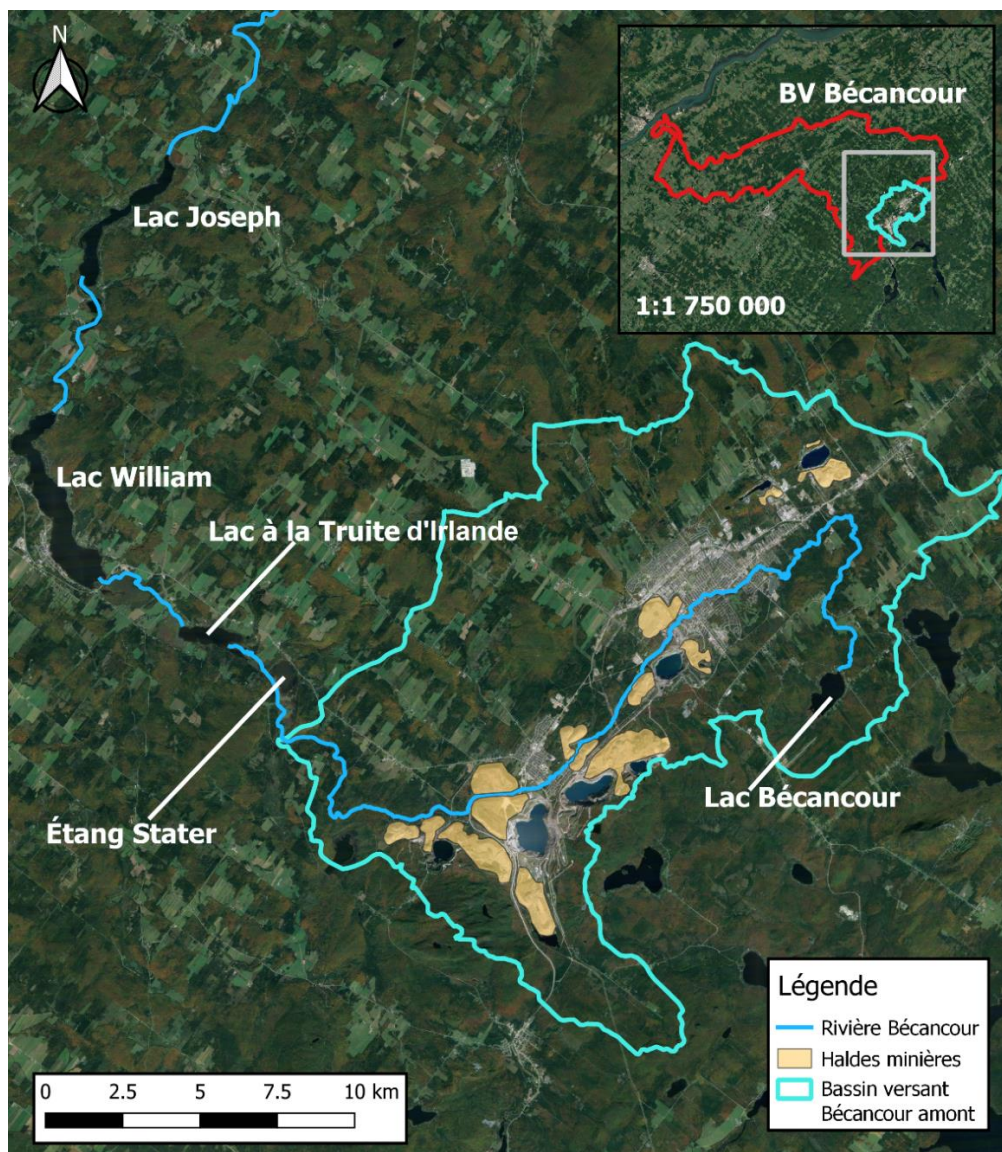 N
BV Bécancour
1:1 750 000
Lac Joseph
Lac William
Lac à la Truite d'Irlande
Étang Stater
Lac Bécancour
Légende
Rivière Bécancour
Haldes minières
Bassin versant
Bécancour amont
0 2.5 5 7.5 10 km